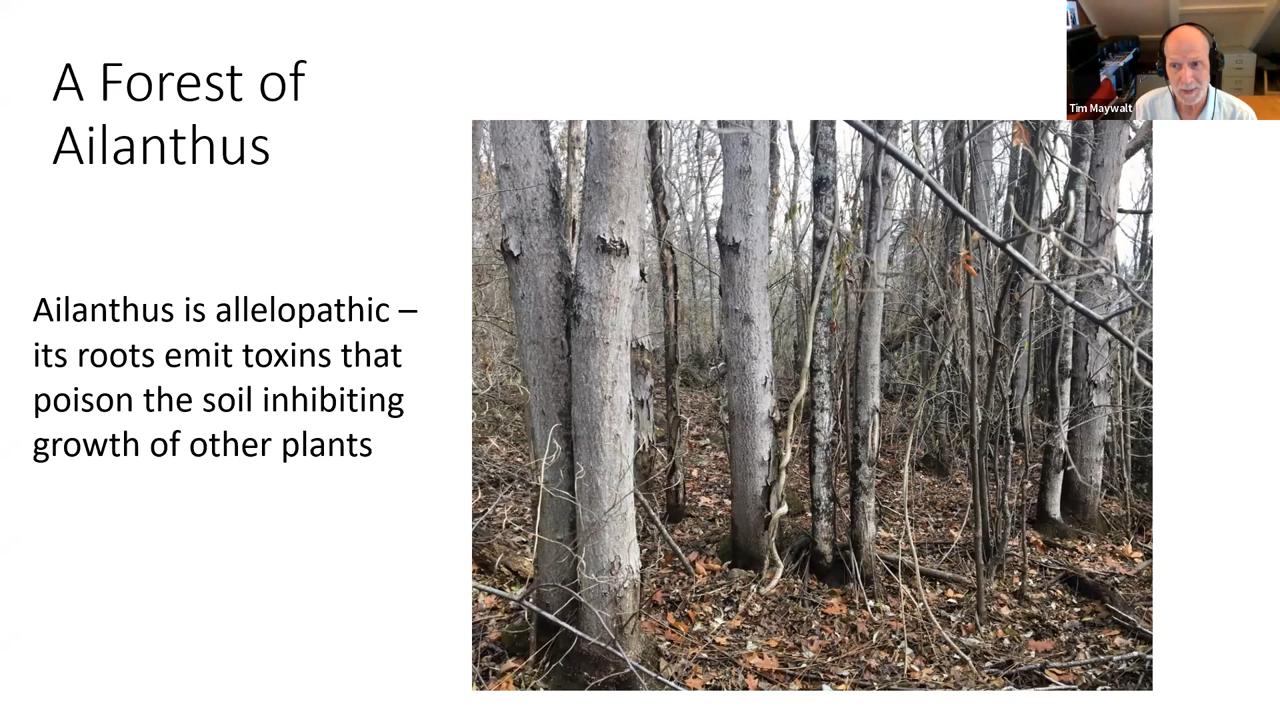 A Forest of
Ailanthus
Tim Maywalt
Ailanthus is allelopathic –
its roots emit toxins that
poison the soil inhibiting
growth of other plants